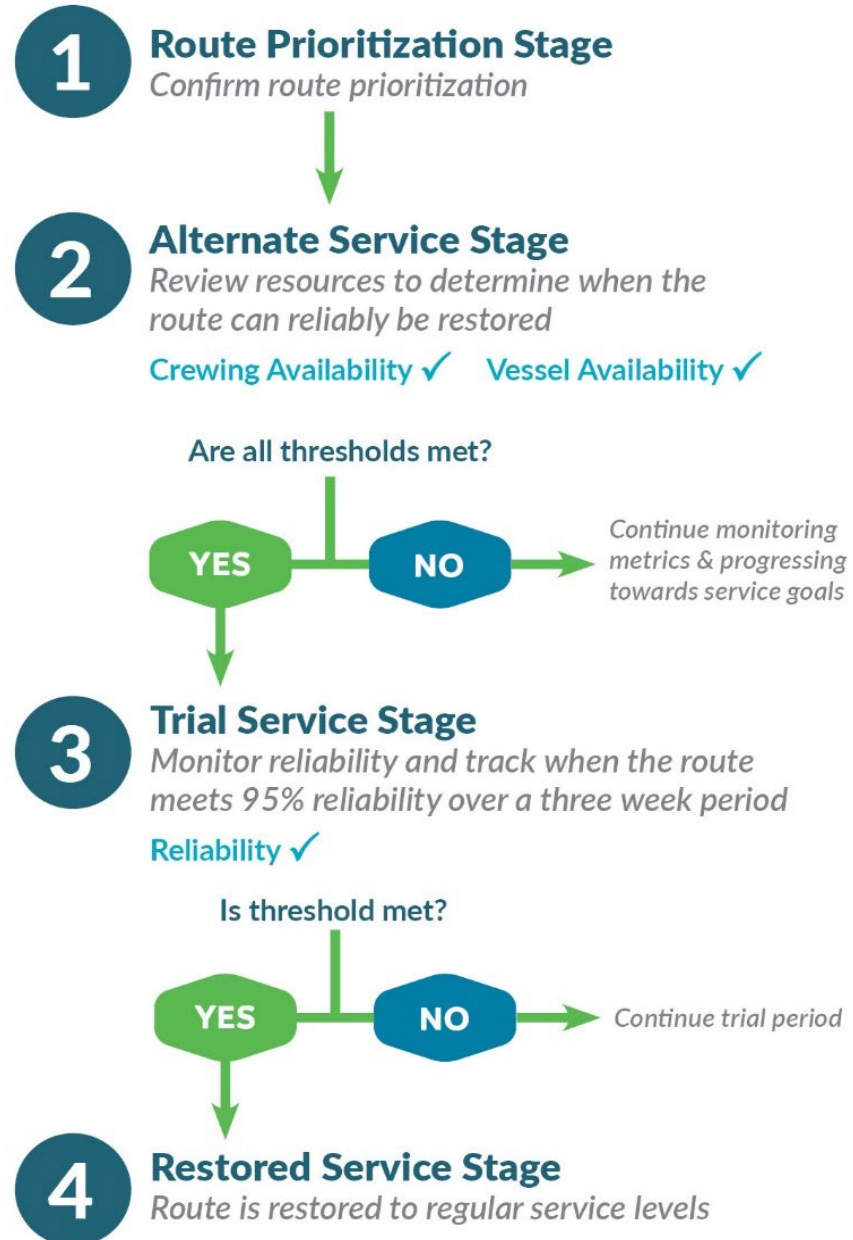 1
Route Prioritization Stage
Confirm route prioritization
2
Alternate Service Stage
Review resources to determine when the
route can reliably be restored
Crewing Availability ✓ Vessel Availability ✓
Are all thresholds met?
YES
NO
Continue monitoring
metrics & progressing
towards service goals
3
Trial Service Stage
Monitor reliability and track when the route
meets 95% reliability over a three week period
Reliability ✓
Is threshold met?
YES
NO
Continue trial period
4
Restored Service Stage
Route is restored to regular service levels